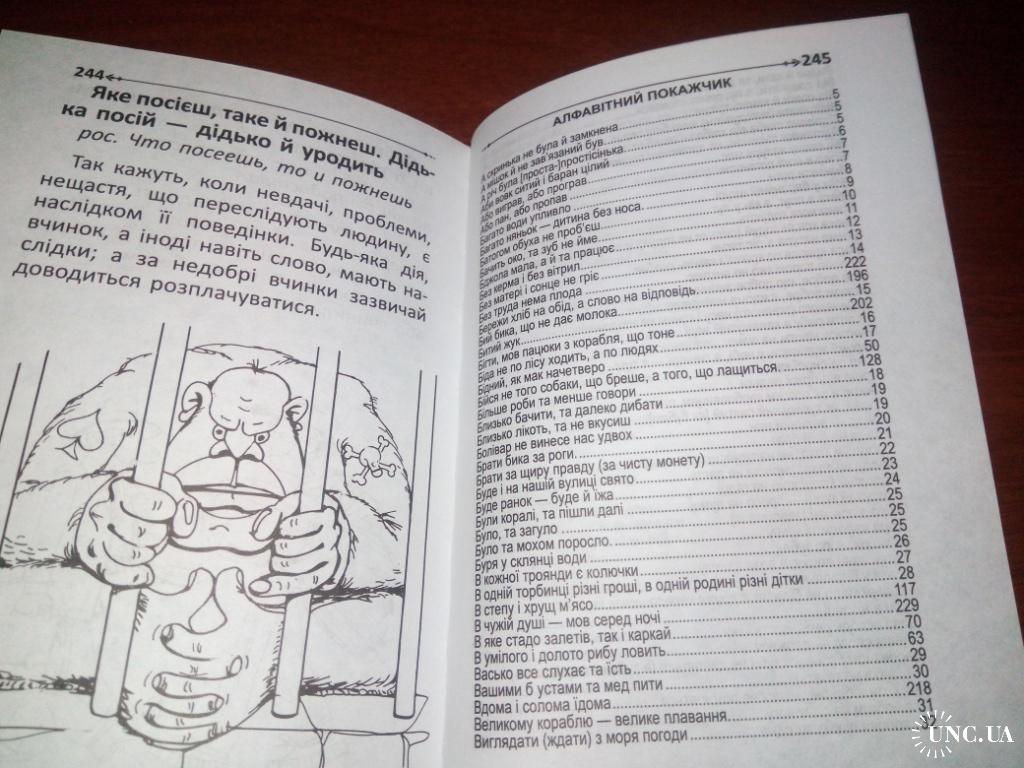 244
Яке посієш, таке й пожнеш. Дідь-
ка посій — дідько й уродить
рос. Что посеешь, то и пожнешь
Так кажуть, коли невдачі, проблеми,
нещастя, що переслідують людину, є
наслідком її поведінки. Будь-яка дія,
вчинок, а іноді навіть слово, мають на-
слідки; а за недобрі вчинки зазвичай
доводиться розплачуватися.
245
АЛФАВІТНИЙ ПОКАЖЧИК
А скринька не була й замкнена 5
А мішок й не зав'язаний був 5
А річ була [проста-]простісінька 5
Аби вовк ситий і баран цілий 6
Або виграв, або програв 7
Або пан, або пропав 7
Багато води упливло 8
Багато няньок — дитина без носа. 9
Батогом обуха не проб'єш 10
Бачить око, та зуб не йме 11
Бджола мала, а й та працює 12
Без керма і без вітрил 13
Без матері і сонце не гріє 14
Без труда нема плода 222
Бережи хліб на обід, а слово на відповідь 196
Бий бика, що не дає молока 15
Битий жук 202
Бігти, мов пацюки з корабля, що тоне 16
Біда не по лісу ходить, а по людях 17
Бідний, як мак начетверо 50
Бійся не того собаки, що бреше, а того, що лащиться. 128
Більше роби та менше говори 18
Близько бачити, та далеко дибати 19
Близько лікоть, та не вкусиш 19
Болівар не винесе нас удвох 20
Брати бика за роги 21
Брати за щиру правду (за чисту монету) 22
Буде і на нашій вулиці свято 23
Буде ранок — буде й їжа 24
Були коралі, та пішли далі 25
Було, та загуло 25
Було та мохом поросло 25
Буря у склянці води 26
В кожної троянди є колючки 27
В одній торбинці різні гроші, в одній родині різні дітки 28
В степу і хрущ м'ясо 117
В чужій душі — мов серед ночі 229
В яке стадо залетів, так і каркай 70
В умілого і долото рибу ловить 63
Васько все слухає та їсть 29
Вашими б устами та мед пити 30
Вдома і солома їдома 218
Великому кораблю — велике плавання 31
Виглядати (ждати) з моря погоди 32
UNC.UA